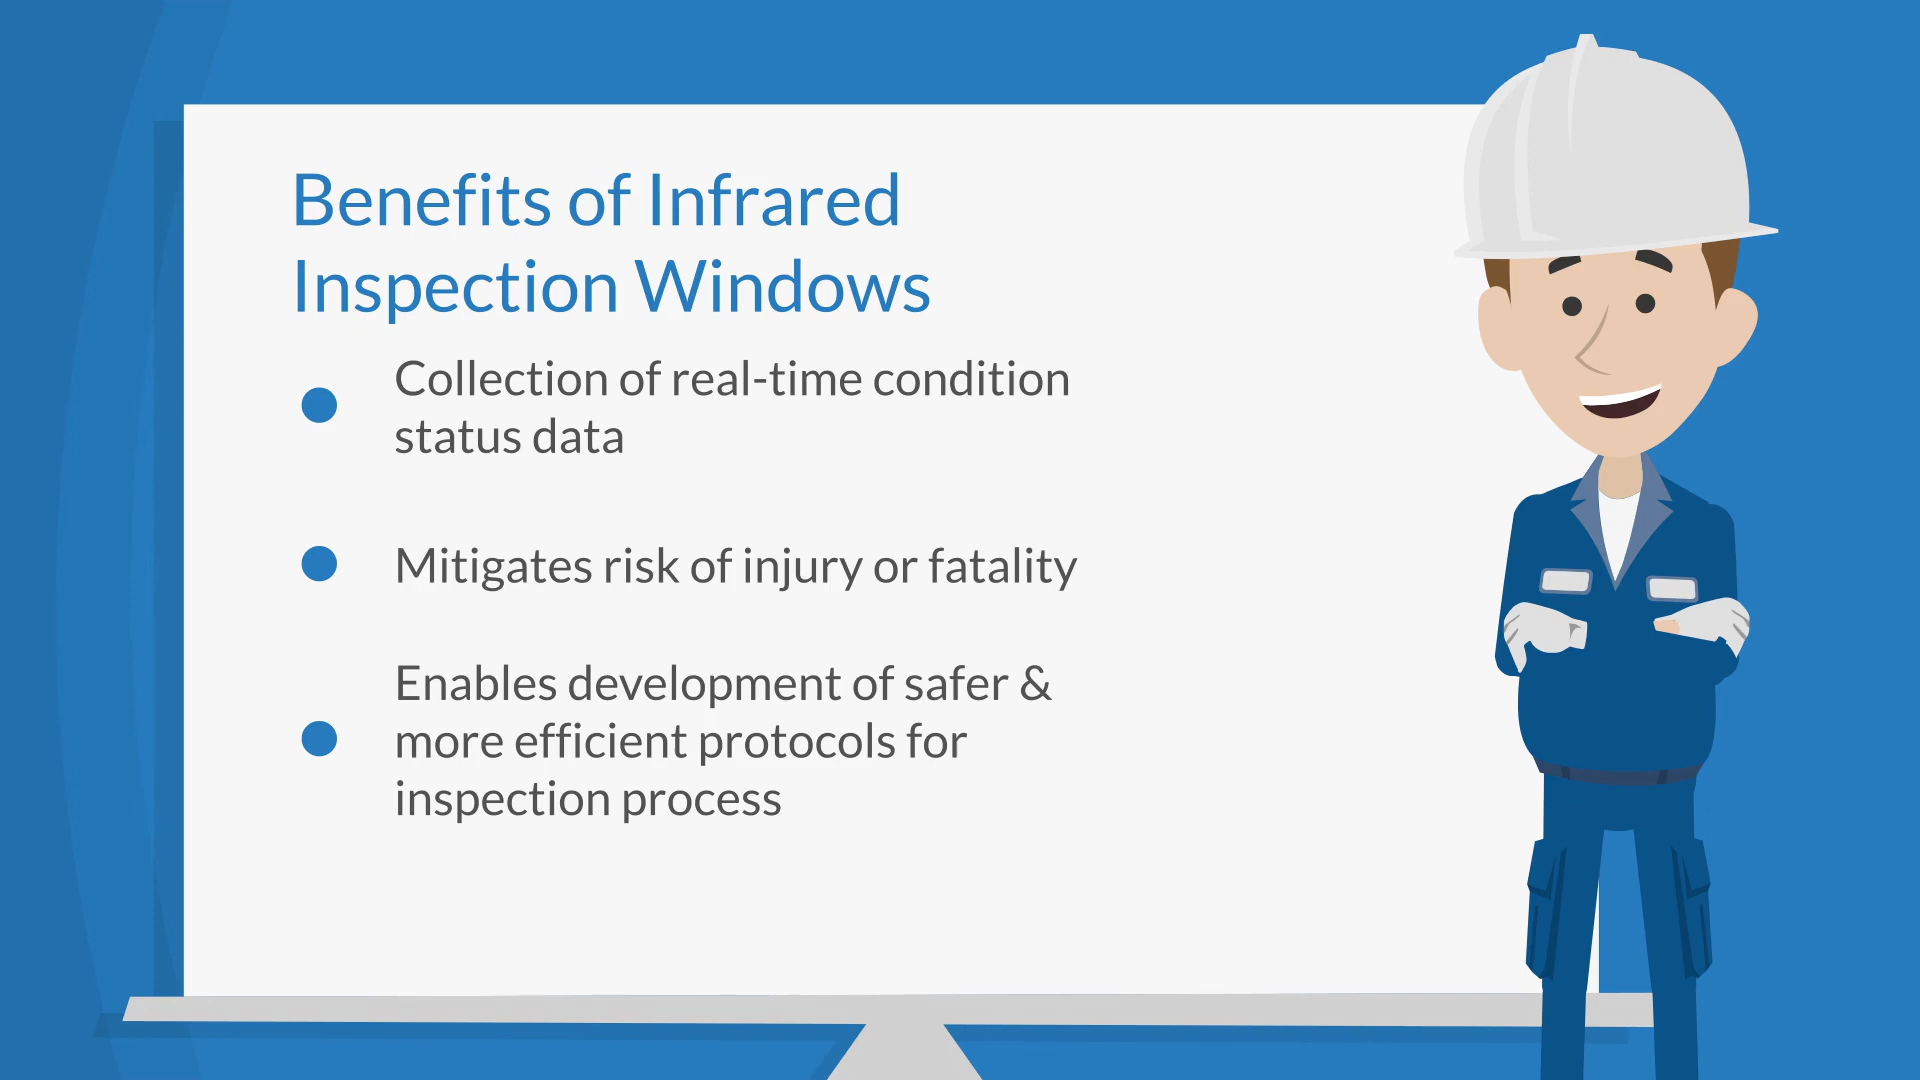 Benefits of Infrared
Inspection Windows
Collection of real-time condition
status data
Mitigates risk of injury or fatality
Enables development of safer &
more efficient protocols for
inspection process